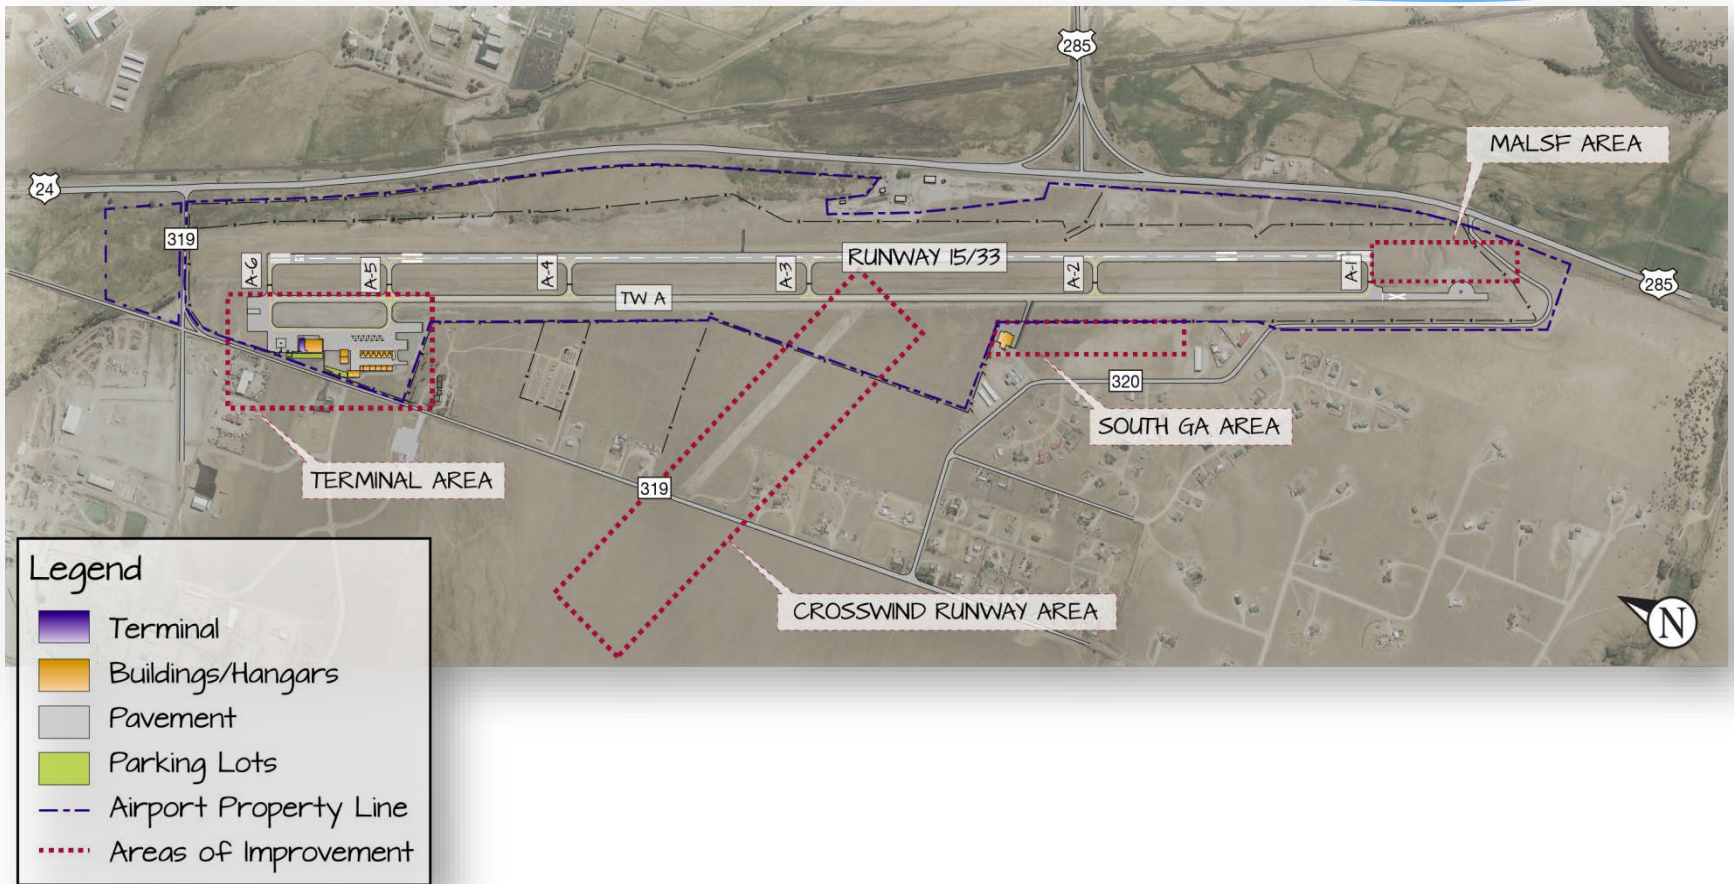 285
MALSF AREA
24
319
A-6
A-5
A-4
A-3
RUNWAY 15/33
A-2
A-1
285
TW A
320
SOUTH GA AREA
TERMINAL AREA
319
CROSSWIND RUNWAY AREA
N
Legend
Terminal
Buildings/Hangars
Pavement
Parking Lots
Airport Property Line
Areas of Improvement